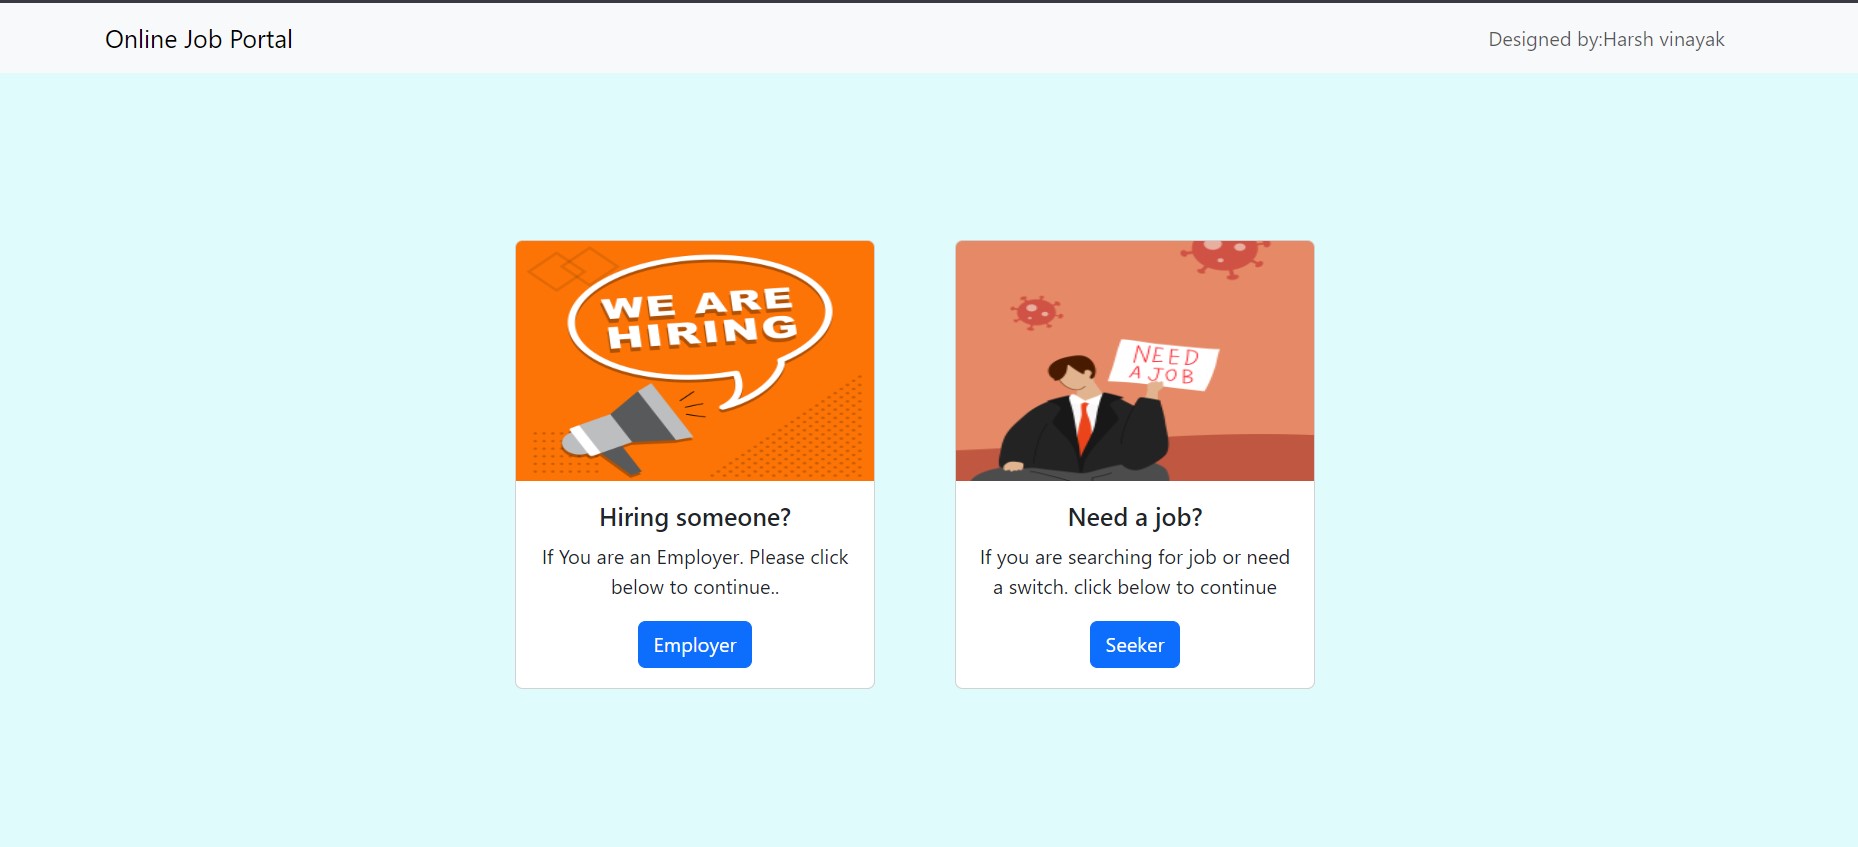 Online Job Portal
Designed by:Harsh vinayak
WE ARE
HIRING
Hiring someone?
If You are an Employer. Please click
below to continue..
Employer
NEED
A JOB
Need a job?
If you are searching for job or need
a switch. click below to continue
Seeker